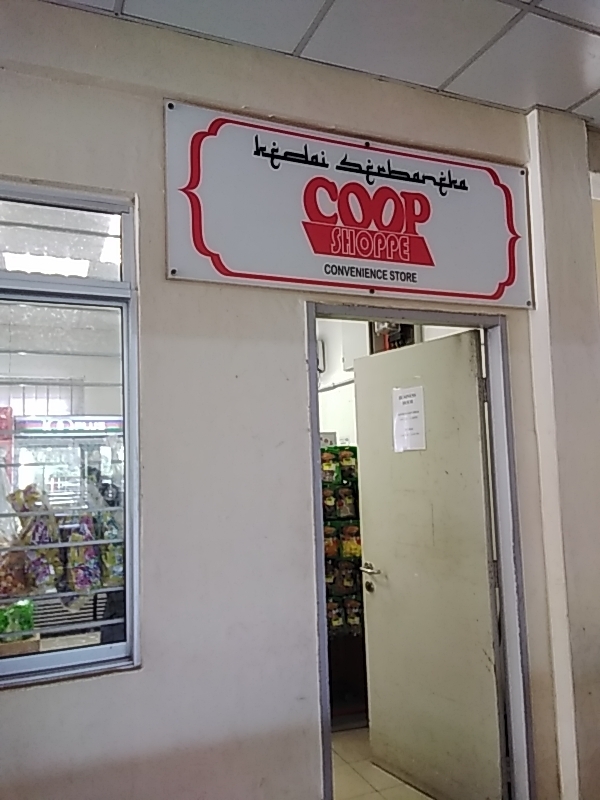 kedai serbaneka
COOP
SHOPPE
CONVENIENCE STORE